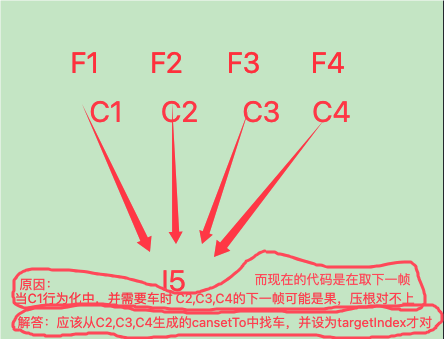 F1 F2 F3 F4
C1 C2 C3 C4
I5
原因： 而现在的代码是在取下一帧
当C1行为化中，并需要车时 C2,C3,C4的下一帧可能是果，压根对不上
解答：应该从C2,C3,C4生成的cansetTo中找车，并设为targetIndex才对